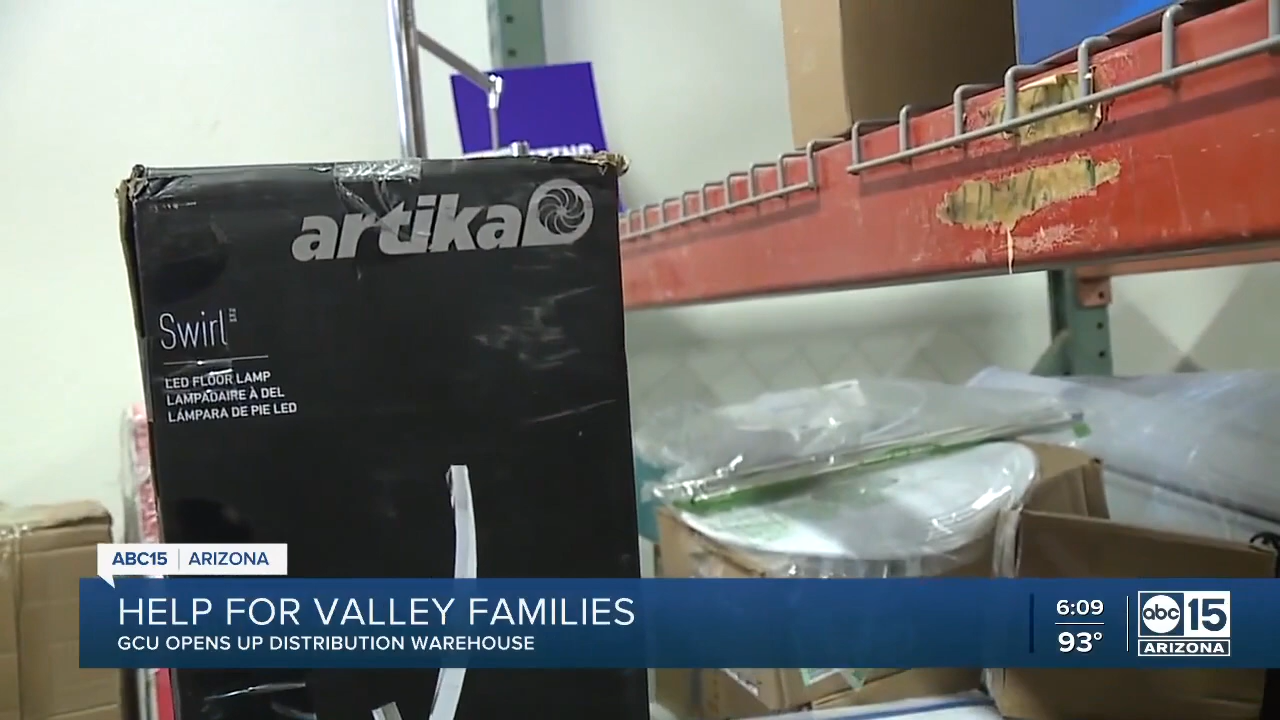 artika
Swirl
LED FLOOR LAMP
LAMPADAIRE À DEL
LÁMPARA DE PIE LED
ABC15 | ARIZONA
HELP FOR VALLEY FAMILIES
GCU OPENS UP DISTRIBUTION WAREHOUSE
6:09
93°
abc 15
ARIZONA